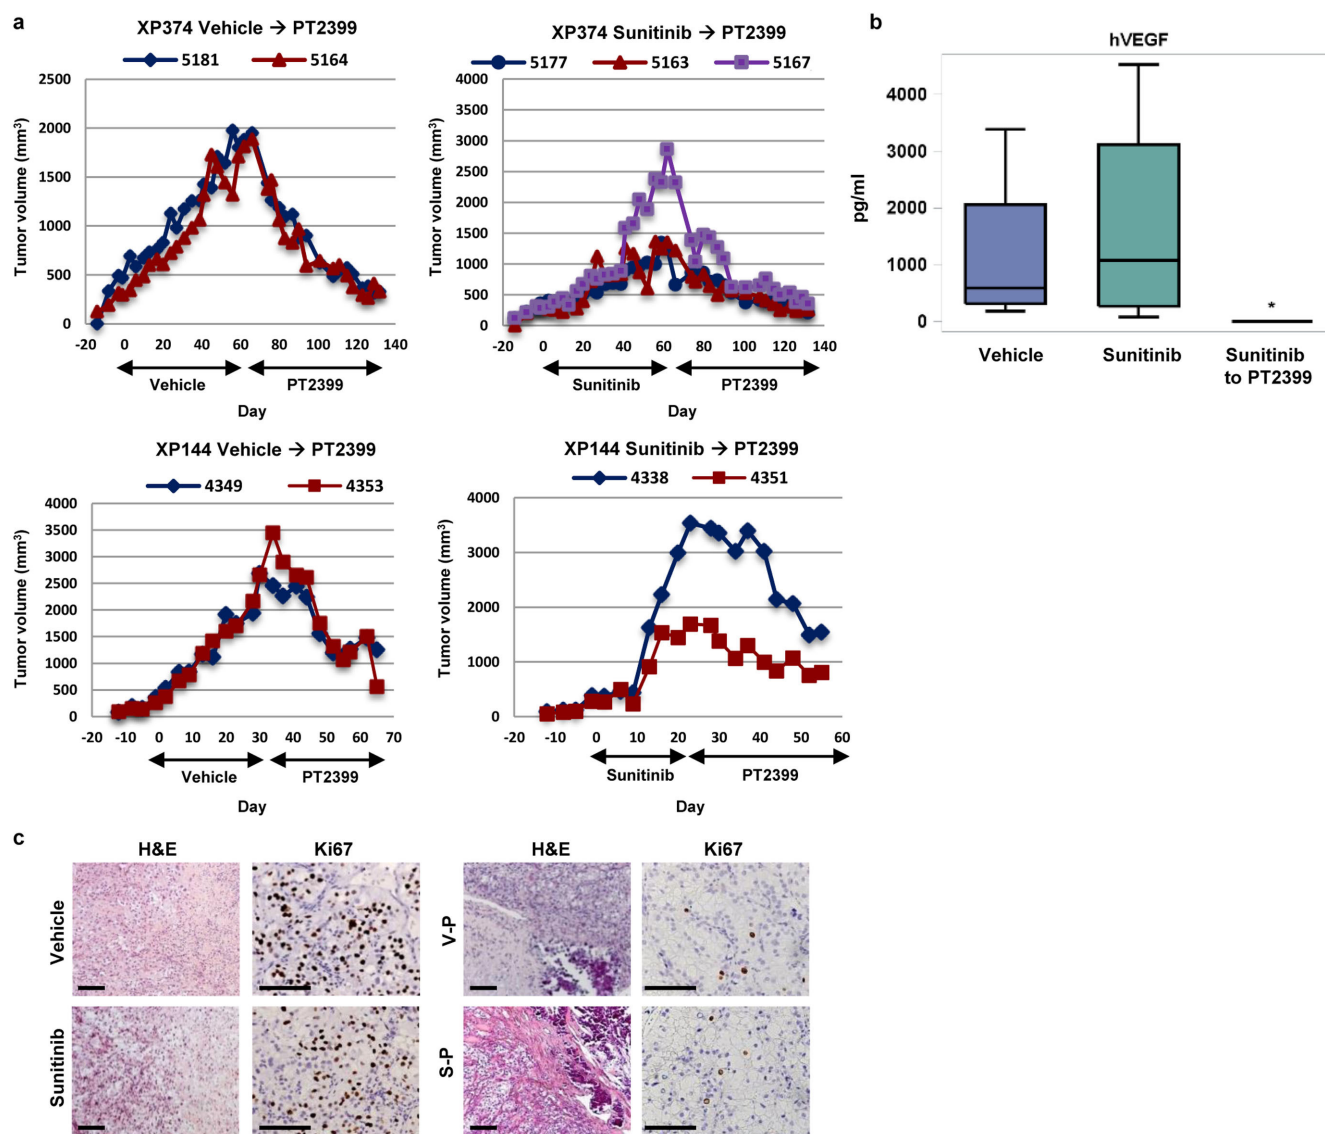 a
XP374 Vehicle → PT2399
5181 5164
Tumor volume (mm³)
2500
2000
1500
1000
500
0
-20 0 20 40 60 80 100 120 140
Vehicle PT2399
Day
XP374 Sunitinib → PT2399
5177 5163 5167
Tumor volume (mm³)
4000
3500
3000
2500
2000
1500
1000
500
0
-20 0 20 40 60 80 100 120 140
Sunitinib PT2399
Day
b
hVEGF
pg/ml
4000
3000
2000
1000
0
*
Vehicle Sunitinib Sunitinib
to PT2399
XP144 Vehicle → PT2399
4349 4353
Tumor volume (mm³)
4000
3500
3000
2500
2000
1500
1000
500
0
-20 -10 0 10 20 30 40 50 60 70
Vehicle PT2399
Day
XP144 Sunitinib → PT2399
4338 4351
Tumor volume (mm³)
4000
3000
2000
1000
0
-20 -10 0 10 20 30 40 50 60
Sunitinib PT2399
Day
c
H&E Ki67 H&E Ki67
Vehicle V-P
Sunitinib S-P